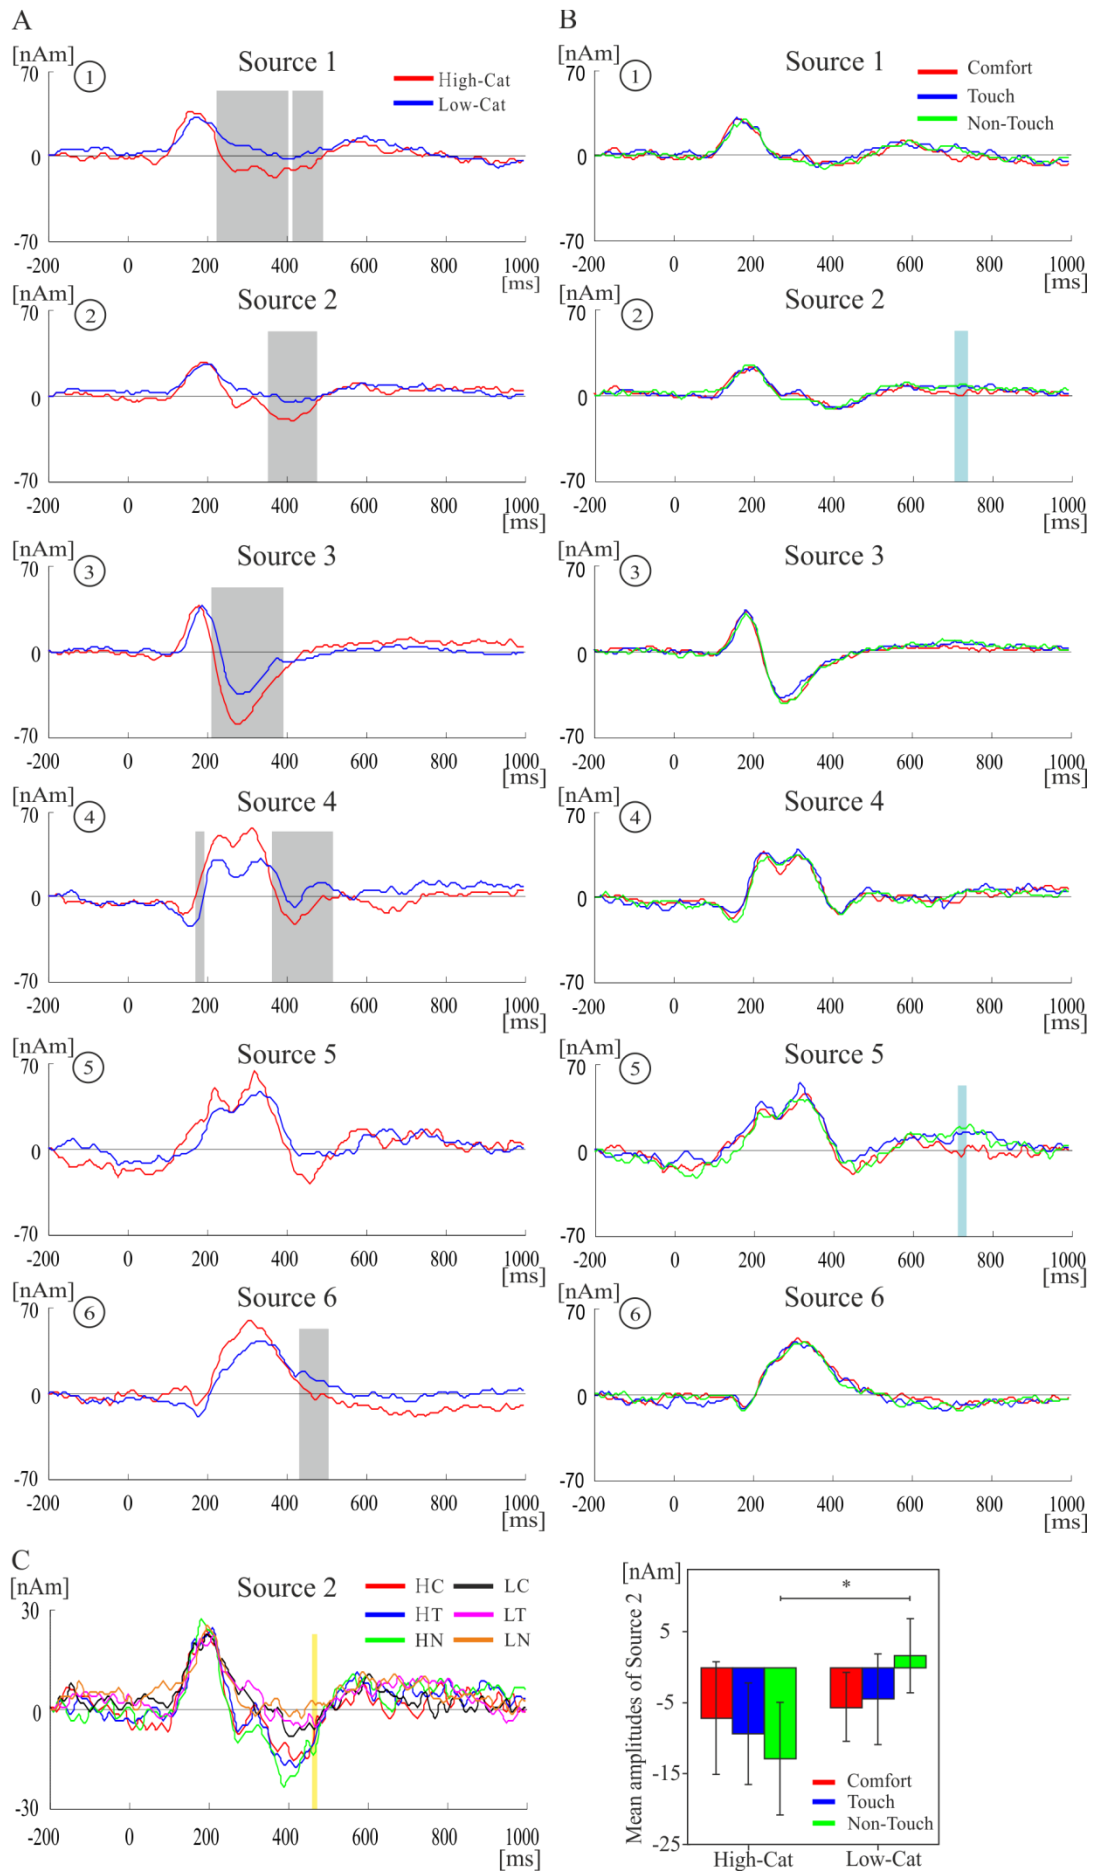 A
[nAm]
Source 1
1
70
0
-70
High-Cat
Low-Cat
-200 0 200 400 600 800 1000
[ms]
[nAm]
Source 2
2
70
0
-70
-200 0 200 400 600 800 1000
[ms]
[nAm]
Source 3
3
70
0
-70
-200 0 200 400 600 800 1000
[ms]
[nAm]
Source 4
4
70
0
-70
-200 0 200 400 600 800 1000
[ms]
[nAm]
Source 5
5
70
0
-70
-200 0 200 400 600 800 1000
[ms]
[nAm]
Source 6
6
70
0
-70
-200 0 200 400 600 800 1000
[ms]
B
[nAm]
Source 1
1
70
0
-70
Comfort
Touch
Non-Touch
-200 0 200 400 600 800 1000
[ms]
[nAm]
Source 2
2
70
0
-70
-200 0 200 400 600 800 1000
[ms]
[nAm]
Source 3
3
70
0
-70
-200 0 200 400 600 800 1000
[ms]
[nAm]
Source 4
4
70
0
-70
-200 0 200 400 600 800 1000
[ms]
[nAm]
Source 5
5
70
0
-70
-200 0 200 400 600 800 1000
[ms]
[nAm]
Source 6
6
70
0
-70
-200 0 200 400 600 800 1000
[ms]
C
[nAm]
Source 2
30
0
-30
HC LC
HT LT
HN LN
-200 0 200 400 600 800 1000
[ms]
[nAm]
Mean amplitudes of Source 2
5
-5
-15
-25
*
Comfort
Touch
Non-Touch
High-Cat Low-Cat